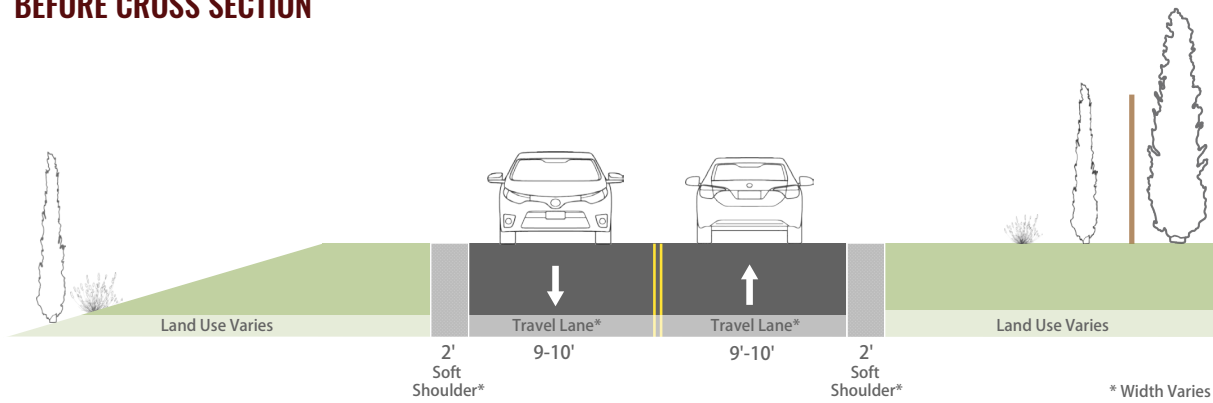 BEFORE CROSS SECTION
Land Use Varies
Travel Lane*
Travel Lane*
Land Use Varies
2'
Soft
Shoulder*
9-10'
9'-10'
2'
Soft
Shoulder*
* Width Varies